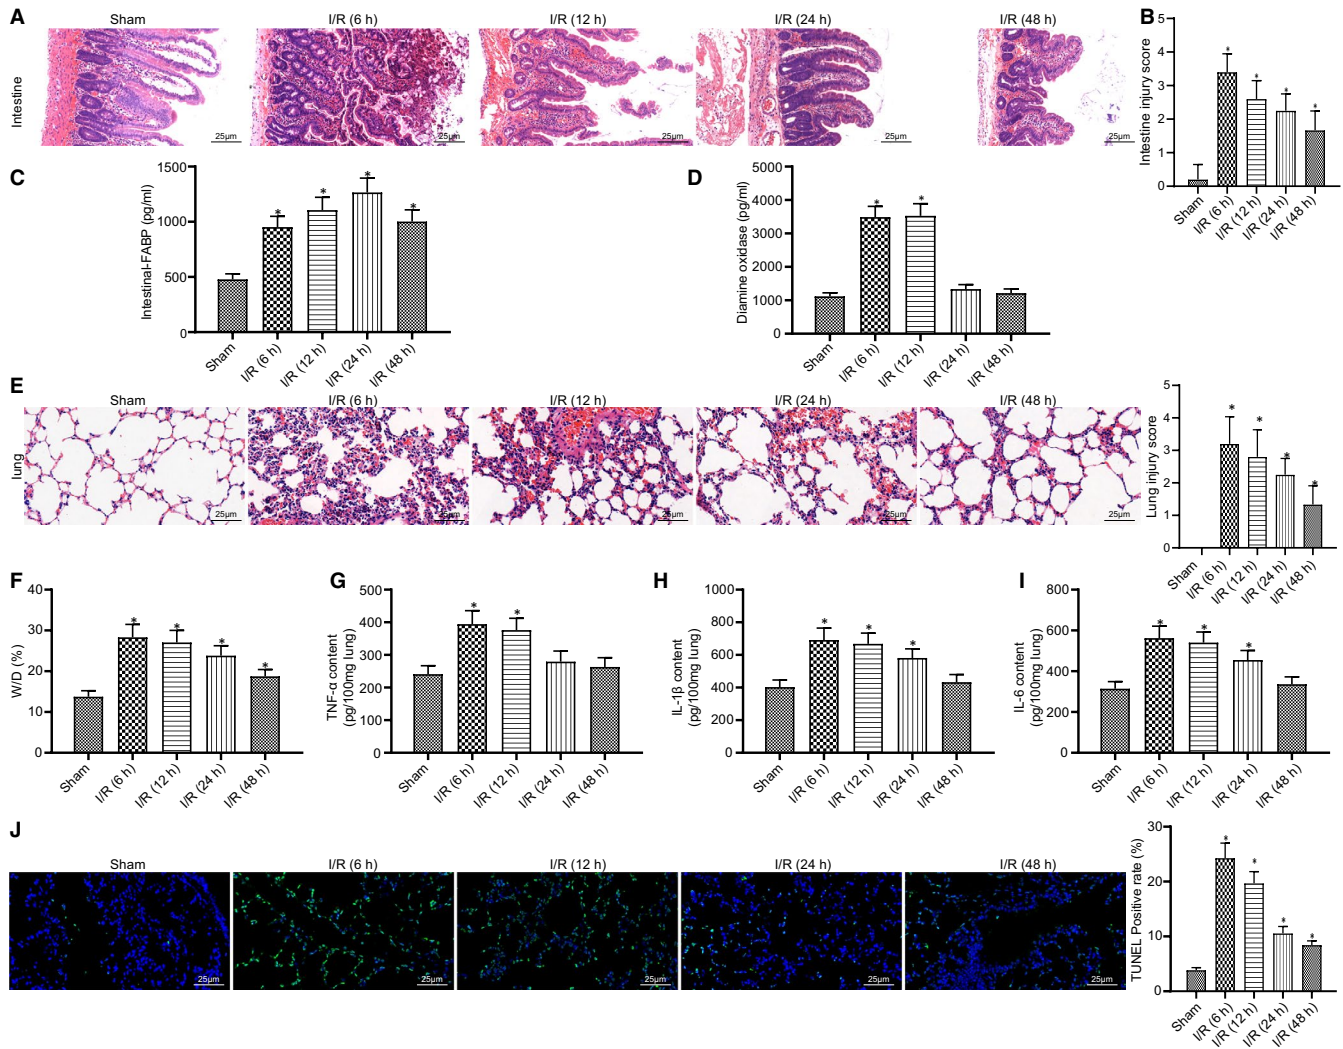 A
Sham
I/R (6 h)
I/R (12 h)
I/R (24 h)
I/R (48 h)
Intestine
25μm
25μm
25μm
25μm
25μm
B
Intestine injury score
5
4
3
2
1
0
*
*
*
*
Sham
I/R (6 h)
I/R (12 h)
I/R (24 h)
I/R (48 h)
C
Intestinal-FABP (pg/ml)
1500
1000
500
0
*
*
*
*
Sham
I/R (6 h)
I/R (12 h)
I/R (24 h)
I/R (48 h)
D
Diamine oxidase (pg/ml)
5000
4000
3000
2000
1000
0
*
*
Sham
I/R (6 h)
I/R (12 h)
I/R (24 h)
I/R (48 h)
E
Sham
I/R (6 h)
I/R (12 h)
I/R (24 h)
I/R (48 h)
lung
25μm
25μm
25μm
25μm
25μm
Lung injury score
5
4
3
2
1
0
*
*
*
*
Sham
I/R (6 h)
I/R (12 h)
I/R (24 h)
I/R (48 h)
F
W/D (%)
40
30
20
10
0
*
*
*
*
Sham
I/R (6 h)
I/R (12 h)
I/R (24 h)
I/R (48 h)
G
TNF-α content
(pg/100mg lung)
500
400
300
200
100
0
*
*
Sham
I/R (6 h)
I/R (12 h)
I/R (24 h)
I/R (48 h)
H
IL-1β content
(pg/100mg lung)
1000
800
600
400
200
0
*
*
*
Sham
I/R (6 h)
I/R (12 h)
I/R (24 h)
I/R (48 h)
I
IL-6 content
(pg/100mg lung)
800
600
400
200
0
*
*
*
Sham
I/R (6 h)
I/R (12 h)
I/R (24 h)
I/R (48 h)
J
Sham
I/R (6 h)
I/R (12 h)
I/R (24 h)
I/R (48 h)
25μm
25μm
25μm
25μm
25μm
TUNEL Positive rate (%)
30
20
10
0
*
*
*
*
Sham
I/R (6 h)
I/R (12 h)
I/R (24 h)
I/R (48 h)